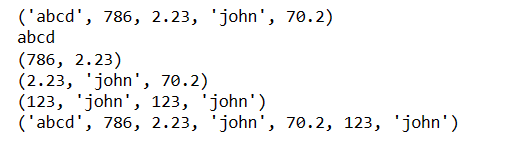 ('abcd', 786, 2.23, 'john', 70.2)
abcd
(786, 2.23)
(2.23, 'john', 70.2)
(123, 'john', 123, 'john')
('abcd', 786, 2.23, 'john', 70.2, 123, 'john')